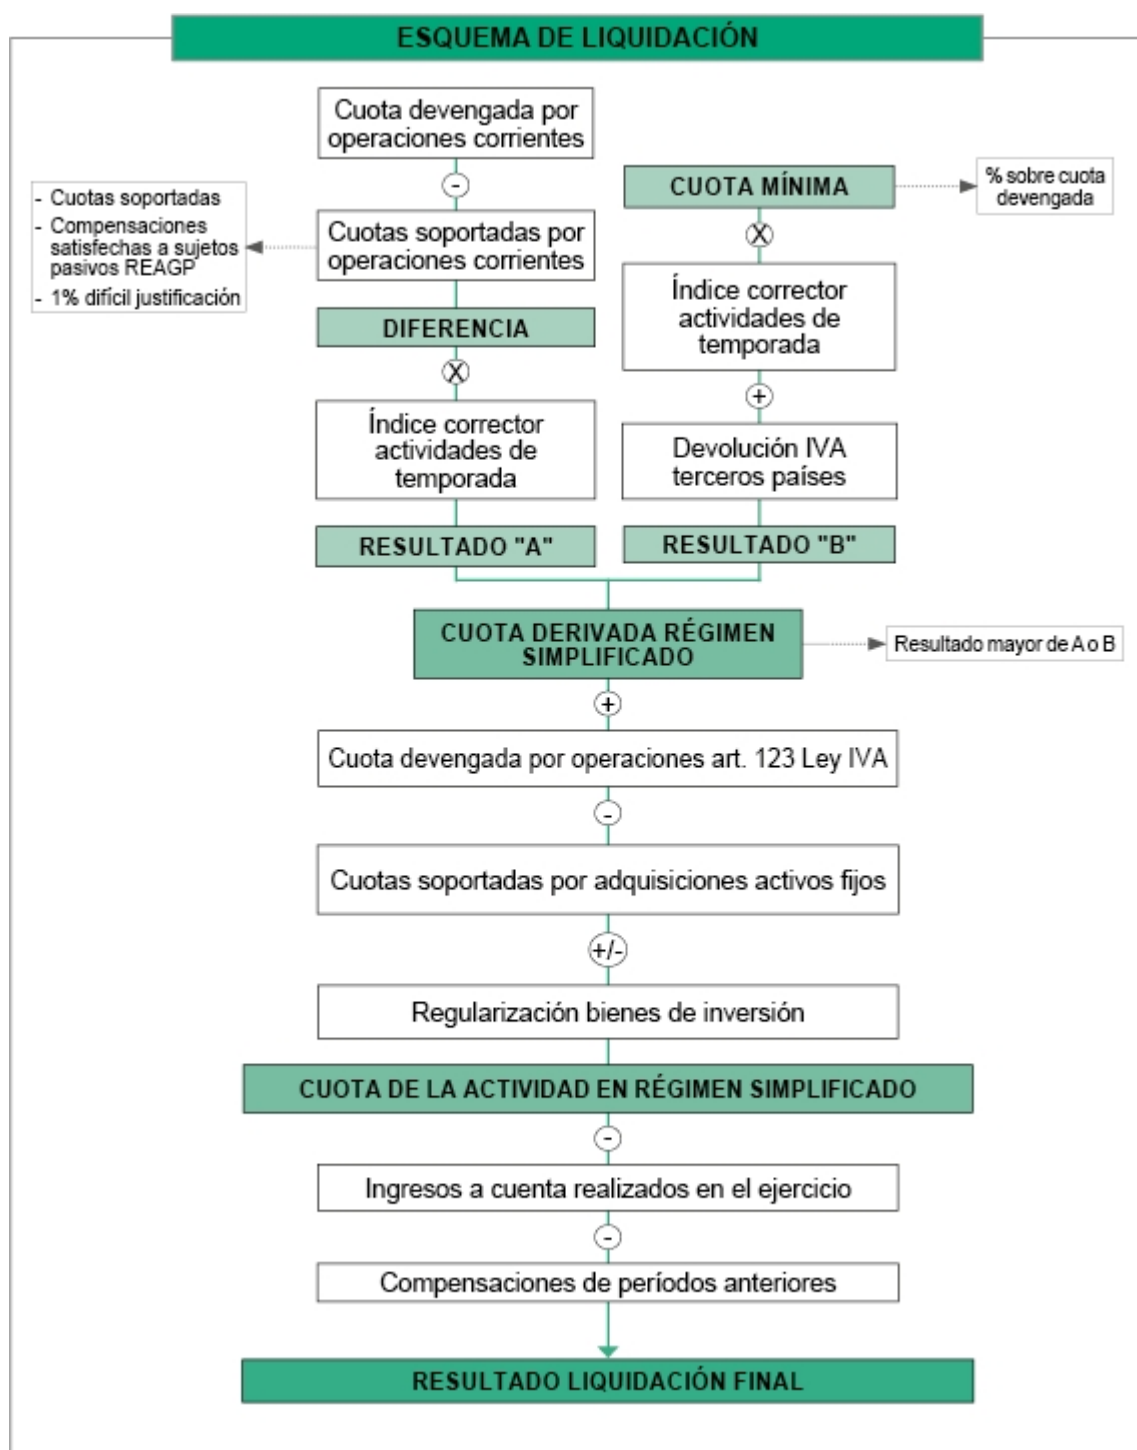 ESQUEMA DE LIQUIDACIÓN
Cuota devengada por
operaciones corrientes
-
- Cuotas soportadas
- Compensaciones
satisfechas a sujetos
pasivos REAGP
- 1% difícil justificación
Cuotas soportadas por
operaciones corrientes
DIFERENCIA
X
Índice corrector
actividades de
temporada
RESULTADO "A"
CUOTA MÍNIMA
% sobre cuota
devengada
X
Índice corrector
actividades de
temporada
+
Devolución IVA
terceros países
RESULTADO "B"
CUOTA DERIVADA RÉGIMEN
SIMPLIFICADO
Resultado mayor de A o B
+
Cuota devengada por operaciones art. 123 Ley IVA
-
Cuotas soportadas por adquisiciones activos fijos
+/-
Regularización bienes de inversión
CUOTA DE LA ACTIVIDAD EN RÉGIMEN SIMPLIFICADO
-
Ingresos a cuenta realizados en el ejercicio
-
Compensaciones de períodos anteriores
RESULTADO LIQUIDACIÓN FINAL